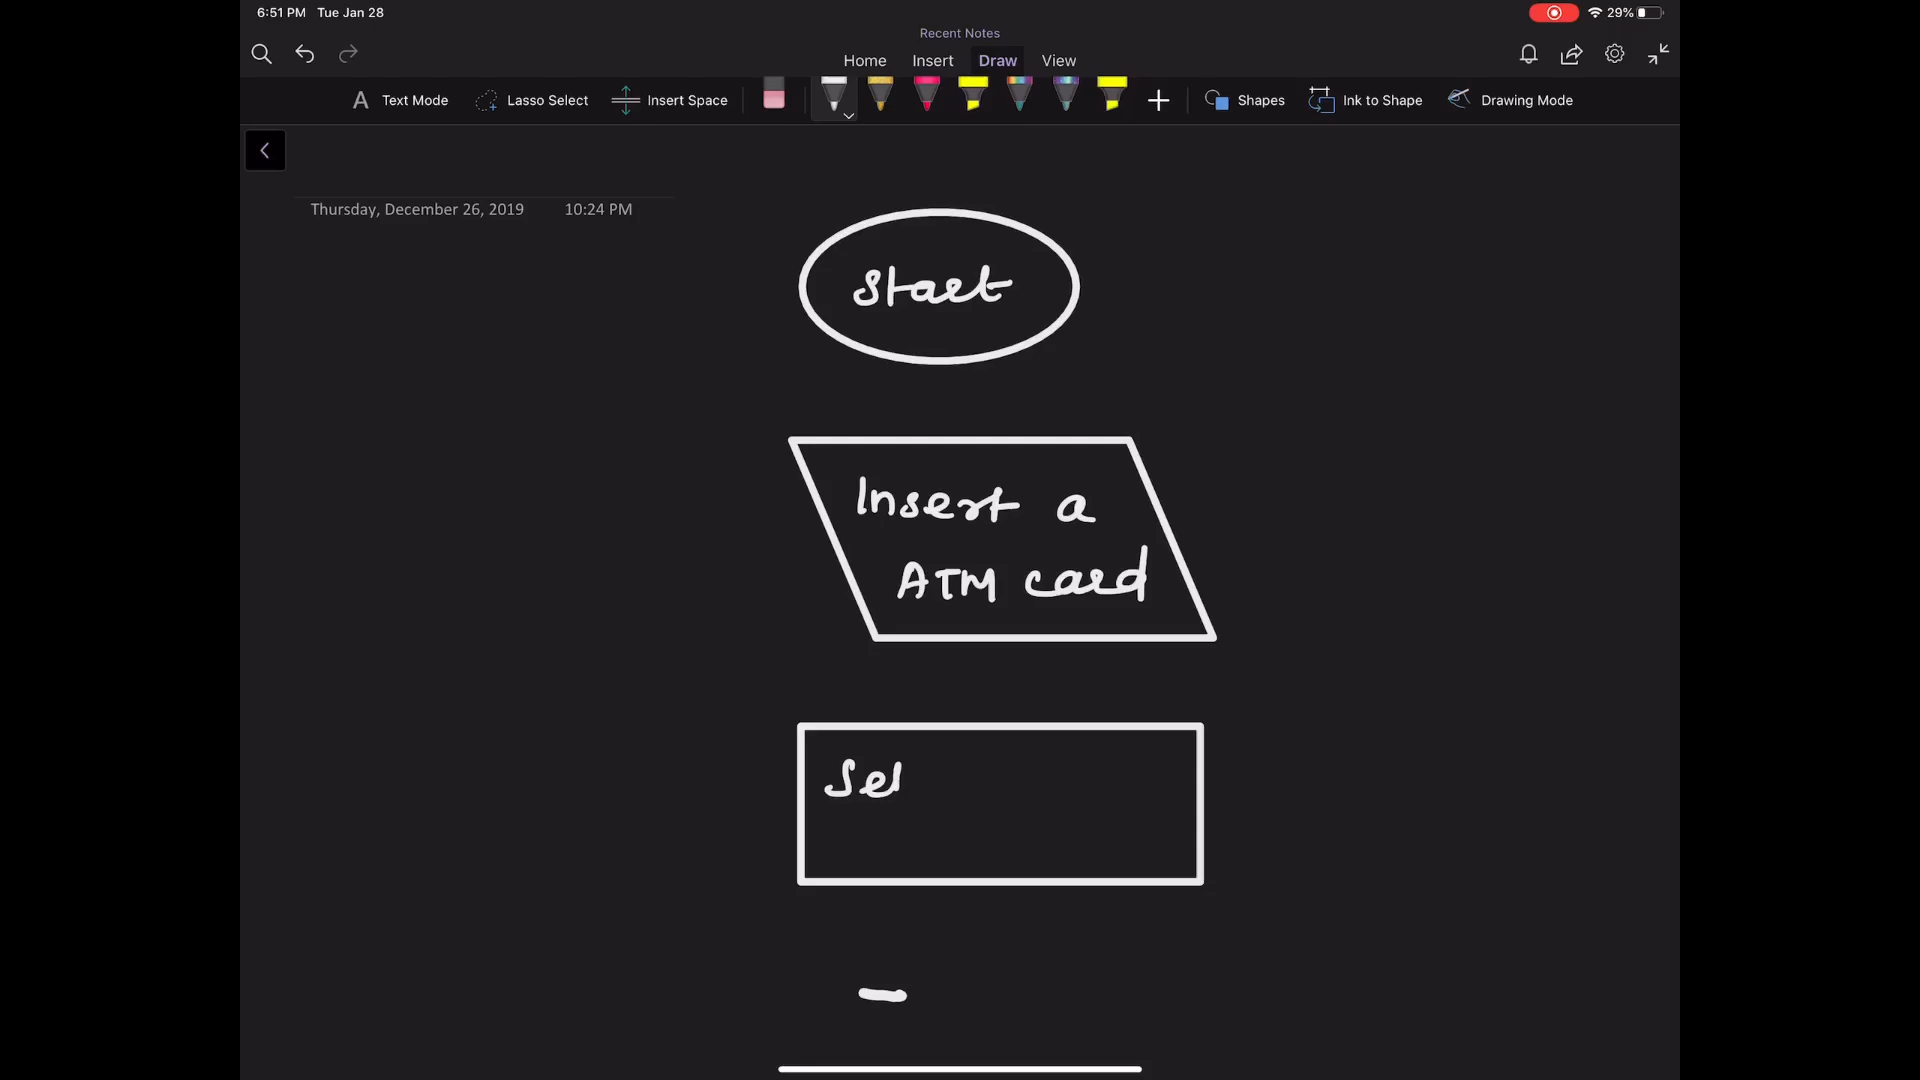 6:51 PM Tue Jan 28
29%
Recent Notes
Home Insert Draw View
A Text Mode Lasso Select Insert Space Shapes Ink to Shape Drawing Mode
Thursday, December 26, 2019 10:24 PM
Start
Insert a
ATM card
Sel